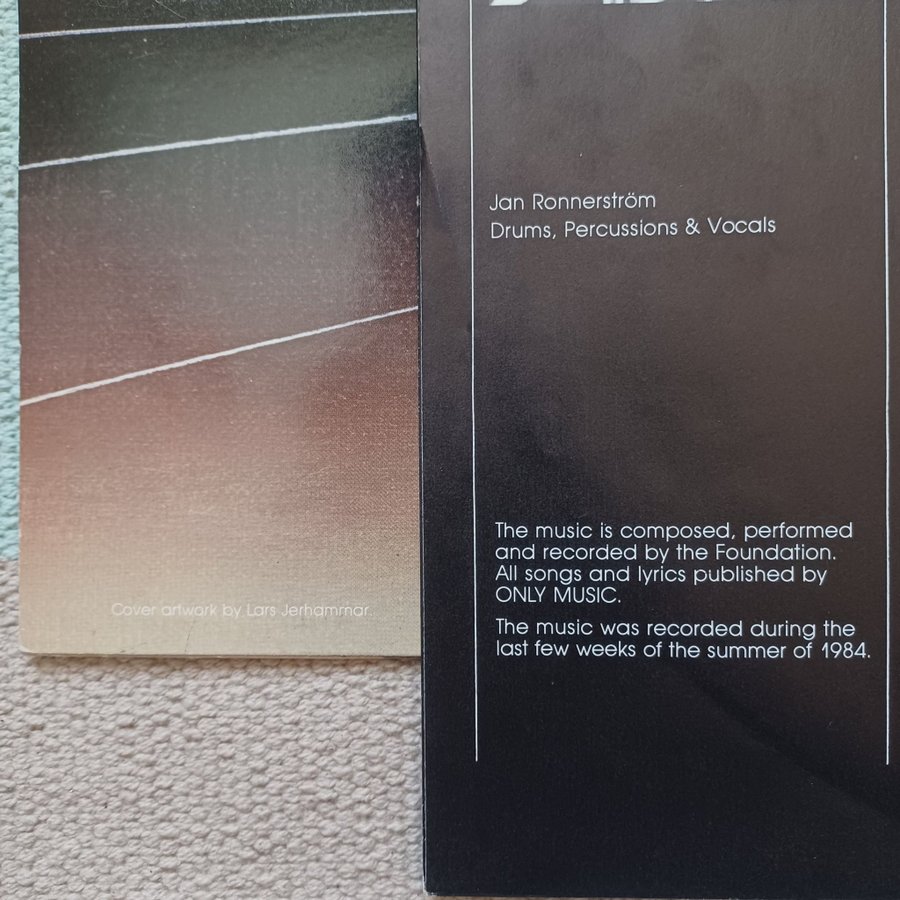 Jan Ronnerström
Drums, Percussions & Vocals
The music is composed, performed
and recorded by the Foundation.
All songs and lyrics published by
ONLY MUSIC.
The music was recorded during the
last few weeks of the summer of 1984.
Cover artwork by Lars Jerhammar.